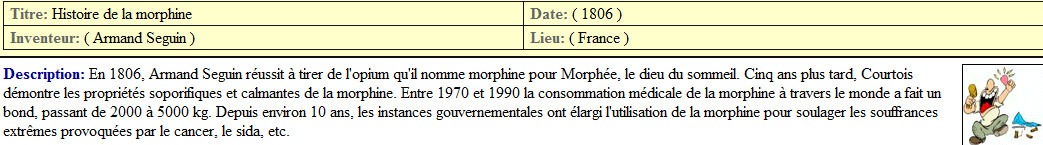 Titre: Histoire de la morphine
Date: ( 1806 )
Inventeur: ( Armand Seguin )
Lieu: ( France )
Description: En 1806, Armand Seguin réussit à tirer de l'opium qu'il nomme morphine pour Morphée, le dieu du sommeil. Cinq ans plus tard, Courtois
démontre les propriétés soporifiques et calmantes de la morphine. Entre 1970 et 1990 la consommation médicale de la morphine à travers le monde a fait un
bond, passant de 2000 à 5000 kg. Depuis environ 10 ans, les instances gouvernementales ont élargi l'utilisation de la morphine pour soulager les souffrances
extrêmes provoquées par le cancer, le sida, etc.